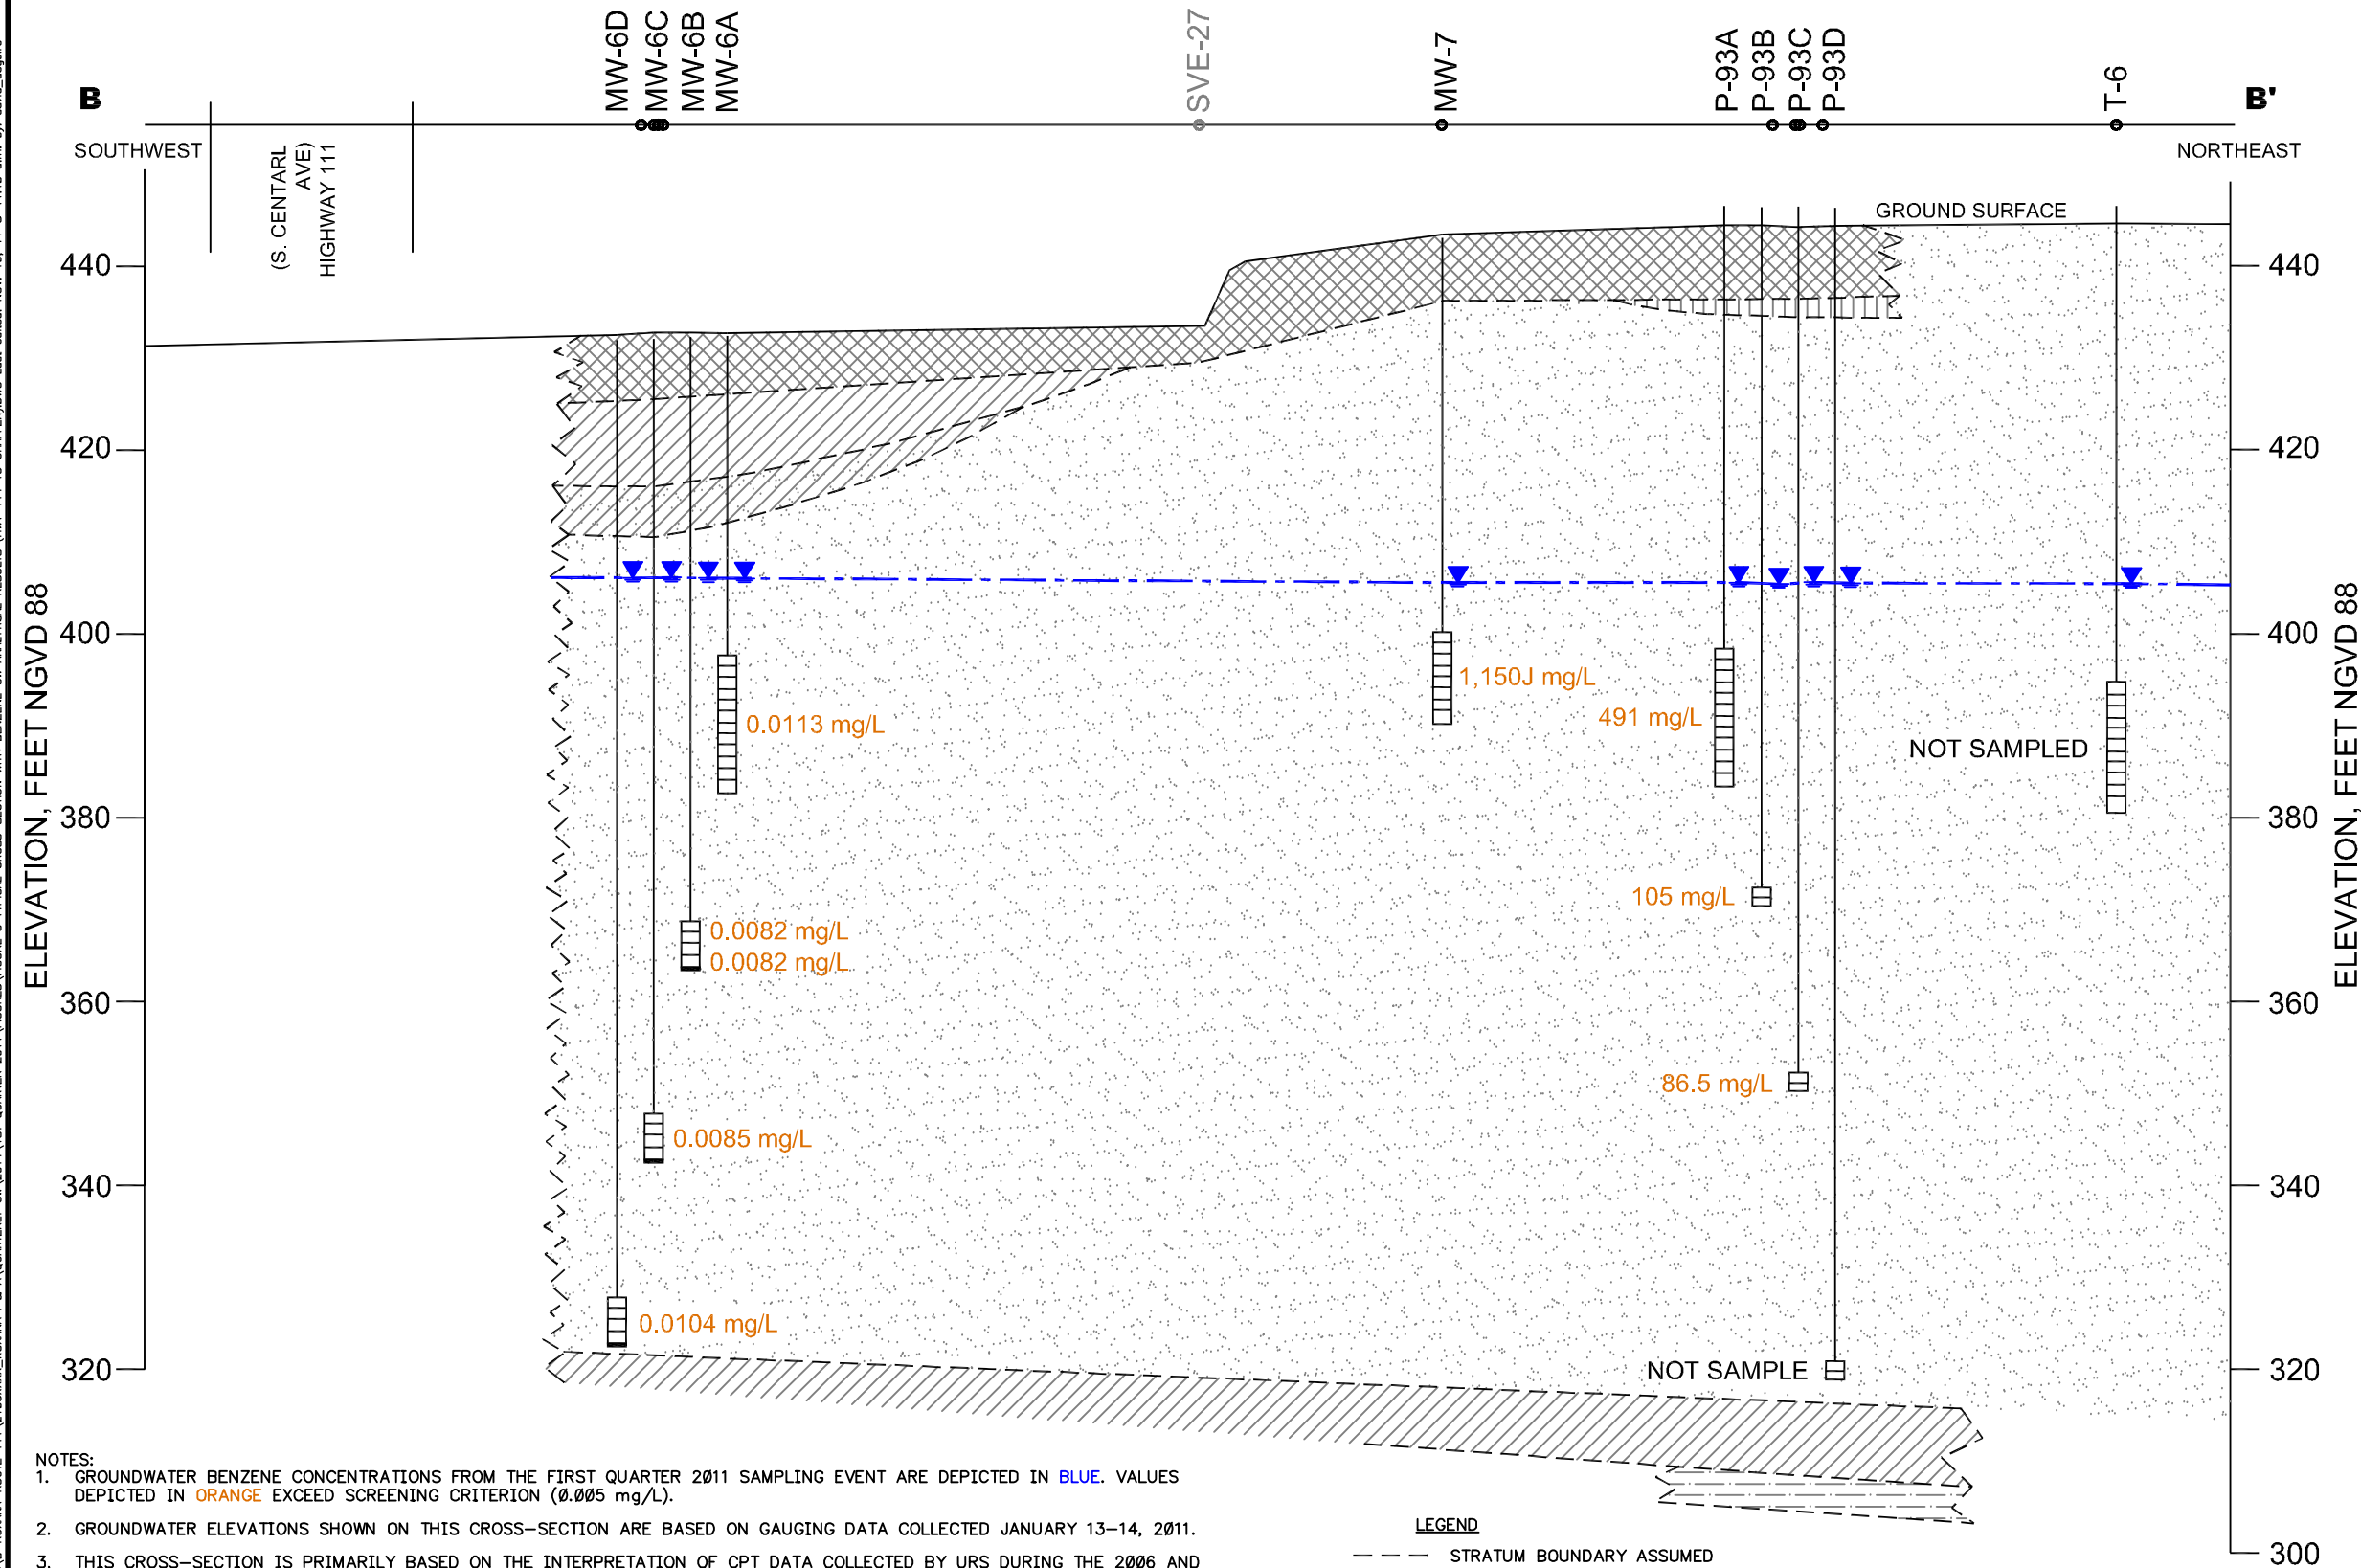 MW-6D
MW-6C
MW-6B
MW-6A
SVE-27
MW-7
P-93A
P-93B
P-93C
P-93D
T-6
B
B'
SOUTHWEST
NORTHEAST
(S. CENTARL
AVE)
HIGHWAY 111
GROUND SURFACE
440
440
420
420
ELEVATION, FEET NGVD 88
ELEVATION, FEET NGVD 88
400
400
1,150J mg/L
491 mg/L
0.0113 mg/L
NOT SAMPLED
380
380
105 mg/L
0.0082 mg/L
0.0082 mg/L
360
360
86.5 mg/L
0.0085 mg/L
340
340
0.0104 mg/L
320
NOT SAMPLE
320
NOTES:
1. GROUNDWATER BENZENE CONCENTRATIONS FROM THE FIRST QUARTER 2011 SAMPLING EVENT ARE DEPICTED IN BLUE. VALUES
DEPICTED IN ORANGE EXCEED SCREENING CRITERION (0.005 mg/L).
2. GROUNDWATER ELEVATIONS SHOWN ON THIS CROSS-SECTION ARE BASED ON GAUGING DATA COLLECTED JANUARY 13-14, 2011.
3. THIS CROSS-SECTION IS PRIMARILY BASED ON THE INTERPRETATION OF CPT DATA COLLECTED BY URS DURING THE 2006 AND
LEGEND
STRATUM BOUNDARY ASSUMED
300